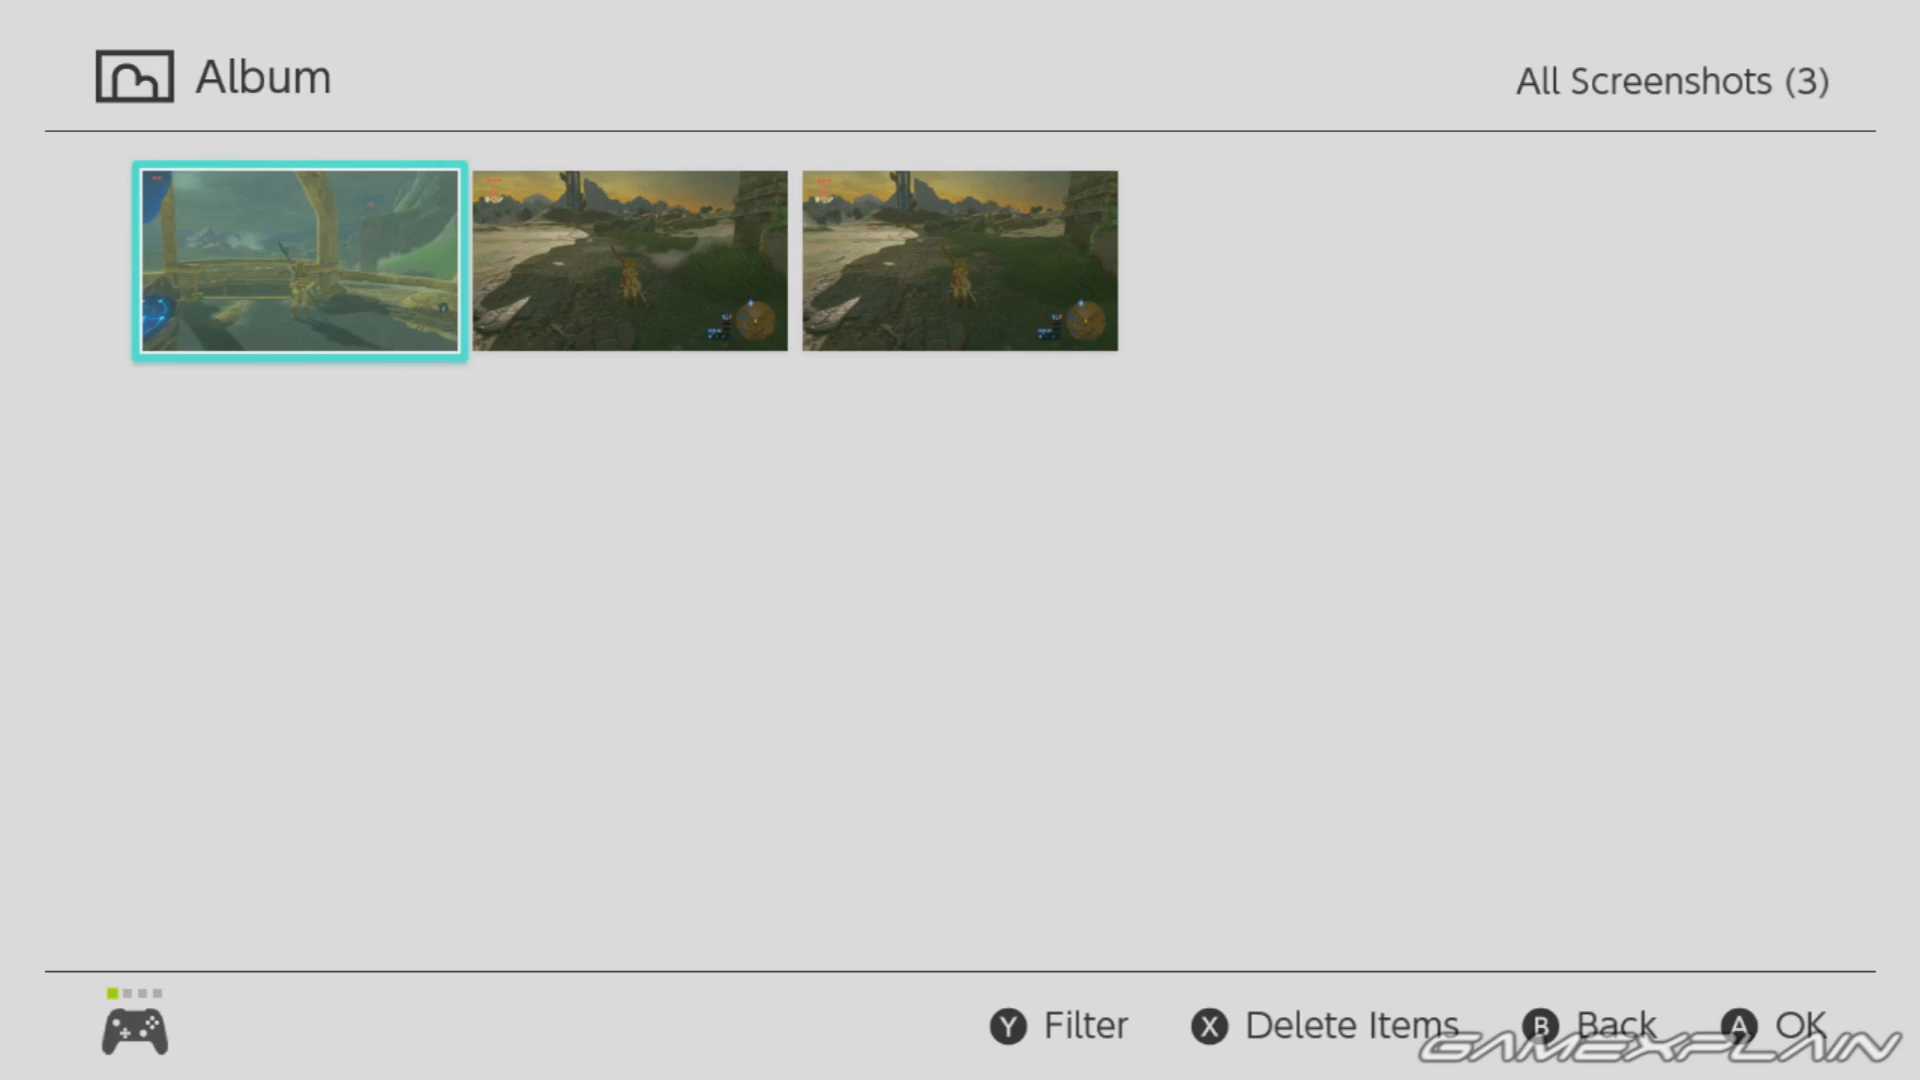 Album
All Screenshots (3)
Y Filter X Delete Items B Back A OK
GAMEXPLAIN